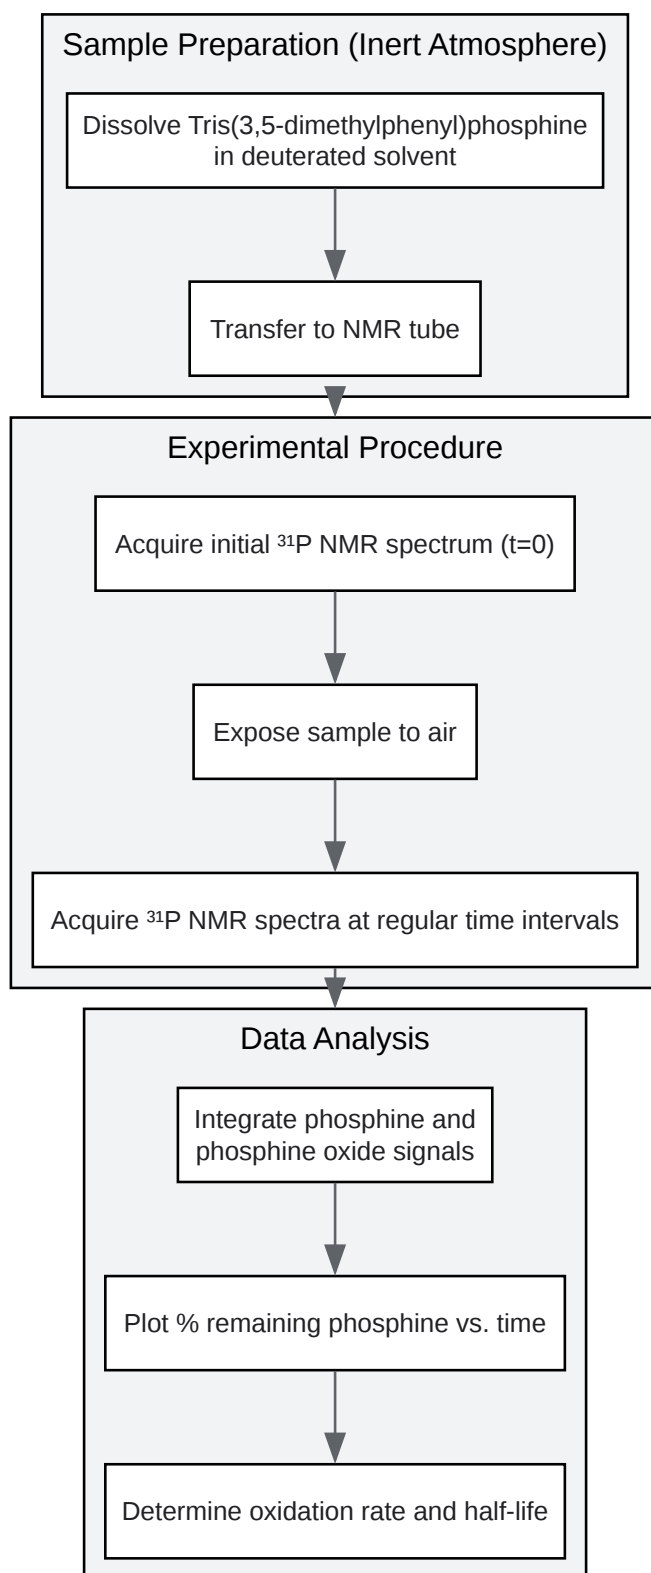 Sample Preparation (Inert Atmosphere)
Dissolve Tris(3,5-dimethylphenyl)phosphine
in deuterated solvent
Transfer to NMR tube
Experimental Procedure
Acquire initial ³¹P NMR spectrum (t=0)
Expose sample to air
Acquire ³¹P NMR spectra at regular time intervals
Data Analysis
Integrate phosphine and
phosphine oxide signals
Plot % remaining phosphine vs. time
Determine oxidation rate and half-life